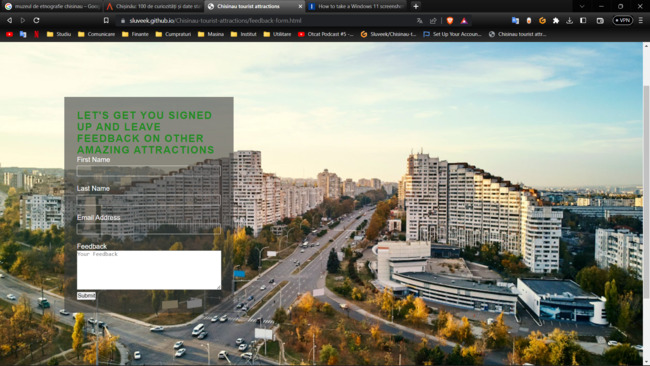 muzeul de etnografie chisinau – Goo
Chișinău: 100 de curiozități și date is
Chisinau tourist attractions
How to take a Windows 11 screenshot
sluveek.github.io/Chisinau-tourist-attractions/feedback-form.html
VPN
Studiu
Comunicare
Finante
Cumparaturi
Masina
Institut
Utilitare
Otcat Podcast #5 -...
Sluveek/Chisinau-t...
Set Up Your Accoun...
Chisinau tourist attr...
LET'S GET YOU SIGNED
UP AND LEAVE
FEEDBACK ON OTHER
AMAZING ATTRACTIONS
First Name
Last Name
Email Address
Feedback
Your Feedback
Submit